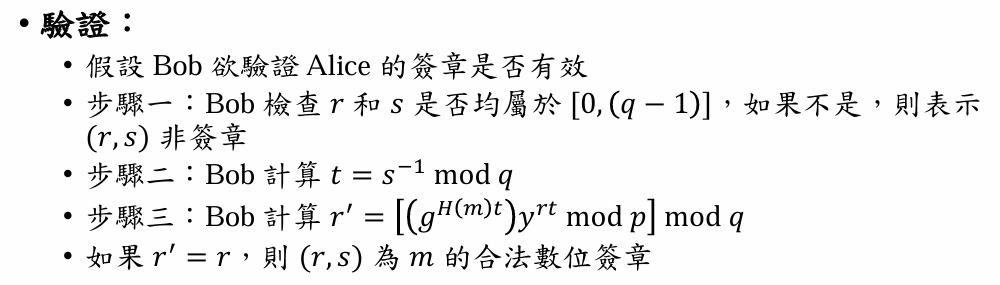 • 驗證：
• 假設 Bob 欲驗證 Alice 的簽章是否有效
• 步驟一：Bob 檢查 r 和 s 是否均屬於 [0, (q − 1)]，如果不是，則表示
(r, s) 非簽章
• 步驟二：Bob 計算 t = s⁻¹ mod q
• 步驟三：Bob 計算 r′ = [(g^{H(m)t})y^{rt} mod p] mod q
• 如果 r′ = r，則 (r, s) 為 m 的合法數位簽章